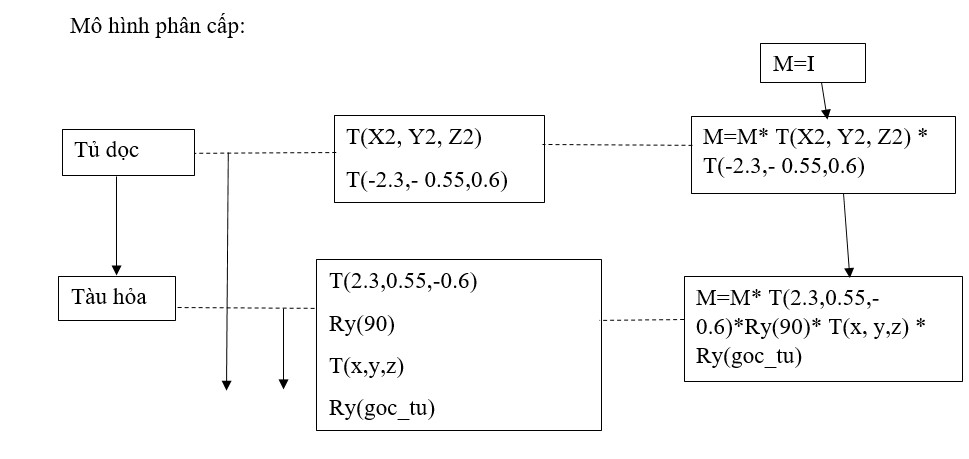 Mô hình phân cấp:
M=I
Tủ dọc
T(X2, Y2, Z2)
T(-2.3,- 0.55,0.6)
M=M* T(X2, Y2, Z2) *
T(-2.3,- 0.55,0.6)
Tàu hỏa
T(2.3,0.55,-0.6)
Ry(90)
T(x,y,z)
Ry(goc_tu)
M=M* T(2.3,0.55,-
0.6)*Ry(90)* T(x, y,z) *
Ry(goc_tu)